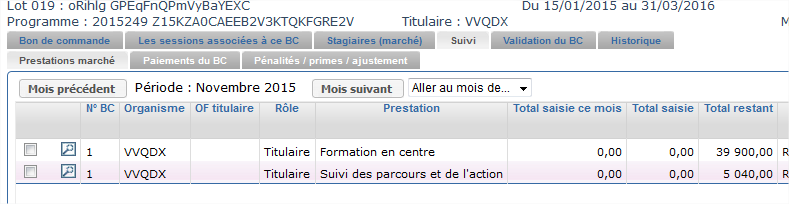 Lot 019 : oRihlg GPEqFnQPmVyBaYEXC Du 15/01/2015 au 31/03/2016
Programme : 2015249 Z15KZA0CAEEB2V3KTQKFGRE2V Titulaire : VVQDX M
Bon de commande Les sessions associées à ce BC Stagiaires (marché) Suivi Validation du BC Historique
Prestations marché Paiements du BC Pénalités / primes / ajustement
Mois précédent Période : Novembre 2015 Mois suivant Aller au mois de...
N° BC Organisme OF titulaire Rôle Prestation Total saisie ce mois Total saisie Total restant
1 VVQDX Titulaire Formation en centre 0,00 0,00 39 900,00 R
1 VVQDX Titulaire Suivi des parcours et de l'action 0,00 0,00 5 040,00 R